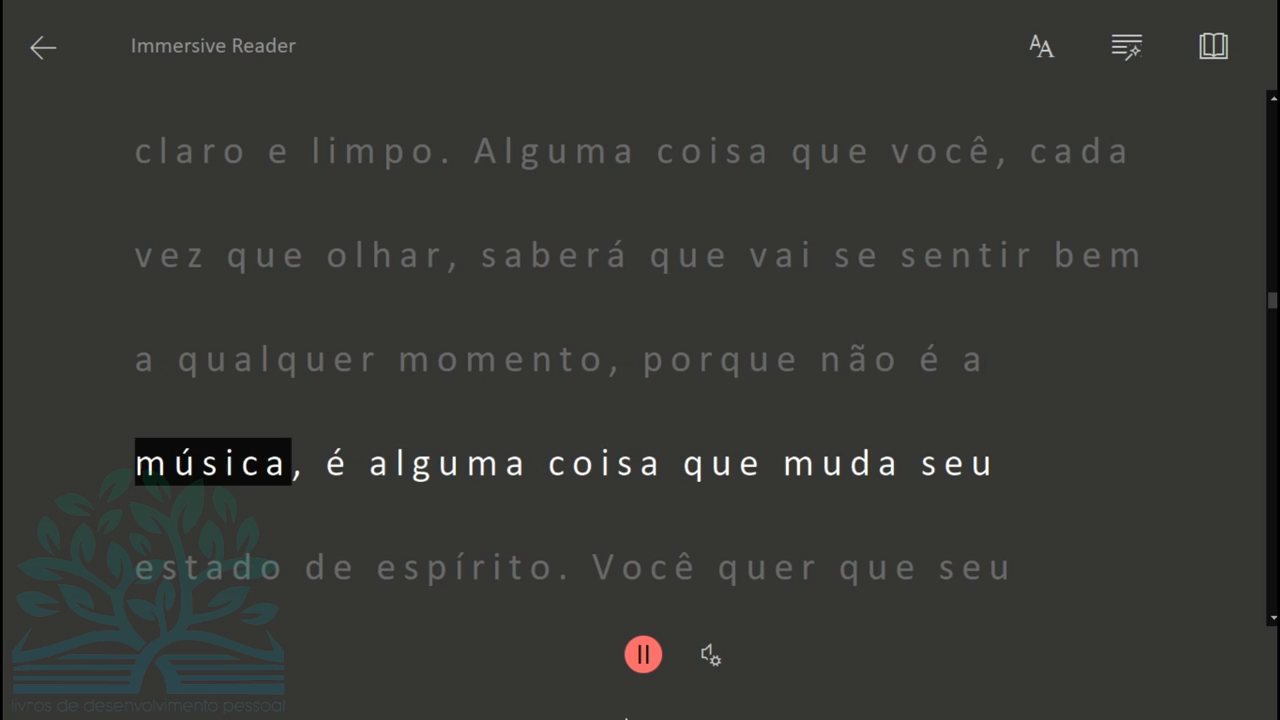 Immersive Reader
claro e limpo. Alguma coisa que você, cada
vez que olhar, saberá que vai se sentir bem
a qualquer momento, porque não é a
música, é alguma coisa que muda seu
estado de espírito. Você quer que seu
livros de desenvolvimento pessoal